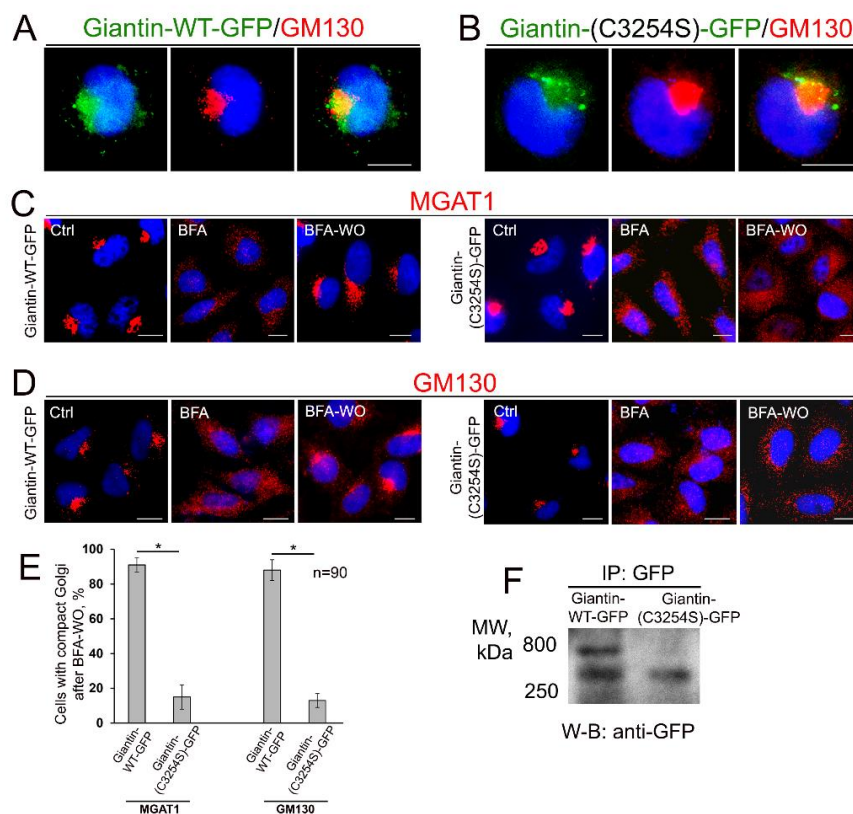 A
Giantin-WT-GFP/GM130
B
Giantin-(C3254S)-GFP/GM130
C
MGAT1
Giantin-WT-GFP
Ctrl
BFA
BFA-WO
Giantin-
(C3254S)-GFP
Ctrl
BFA
BFA-WO
D
GM130
Giantin-WT-GFP
Ctrl
BFA
BFA-WO
Giantin-
(C3254S)-GFP
Ctrl
BFA
BFA-WO
E
Cells with compact Golgi
after BFA-WO, %
100
80
60
40
20
0
*
*
n=90
Giantin-
WT-GFP
Giantin-
(C3254S)-GFP
Giantin-
WT-GFP
Giantin-
(C3254S)-GFP
MGAT1
GM130
F
IP: GFP
Giantin-
WT-GFP
Giantin-
(C3254S)-GFP
MW,
kDa
800
250
W-B: anti-GFP